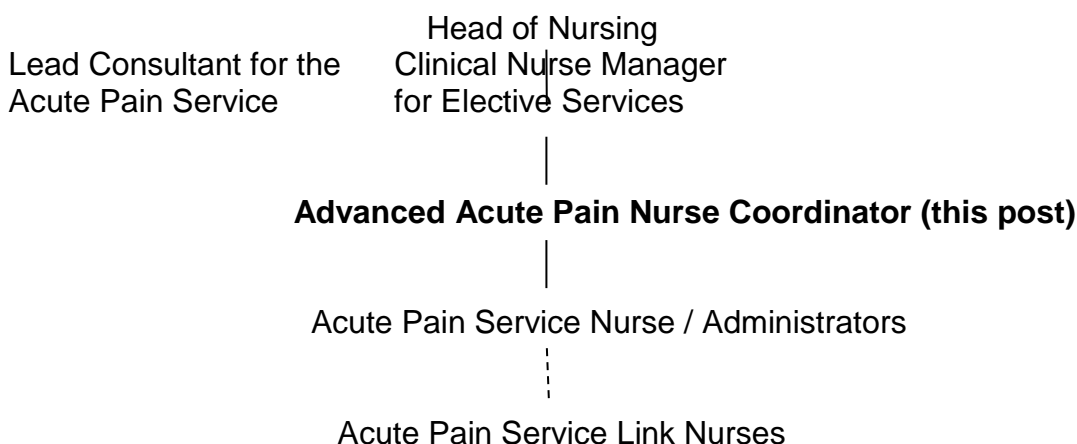 Head of Nursing
Lead Consultant for the Clinical Nurse Manager
Acute Pain Service for Elective Services
Advanced Acute Pain Nurse Coordinator (this post)
Acute Pain Service Nurse / Administrators
Acute Pain Service Link Nurses